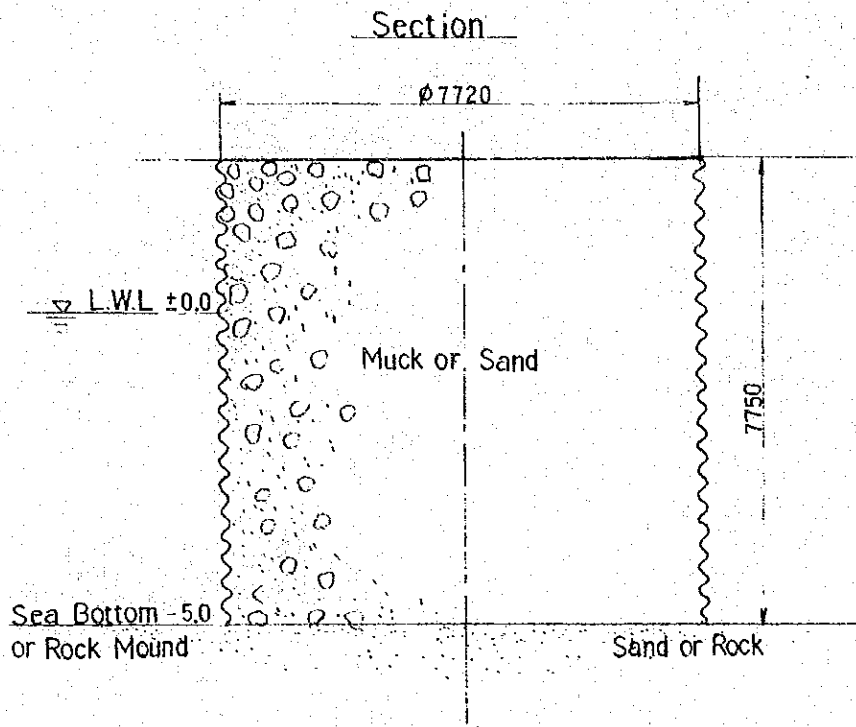 Section
φ7720
L.W.L ±0.0
Muck or Sand
7750
Sea Bottom -5.0
or Rock Mound
Sand or Rock